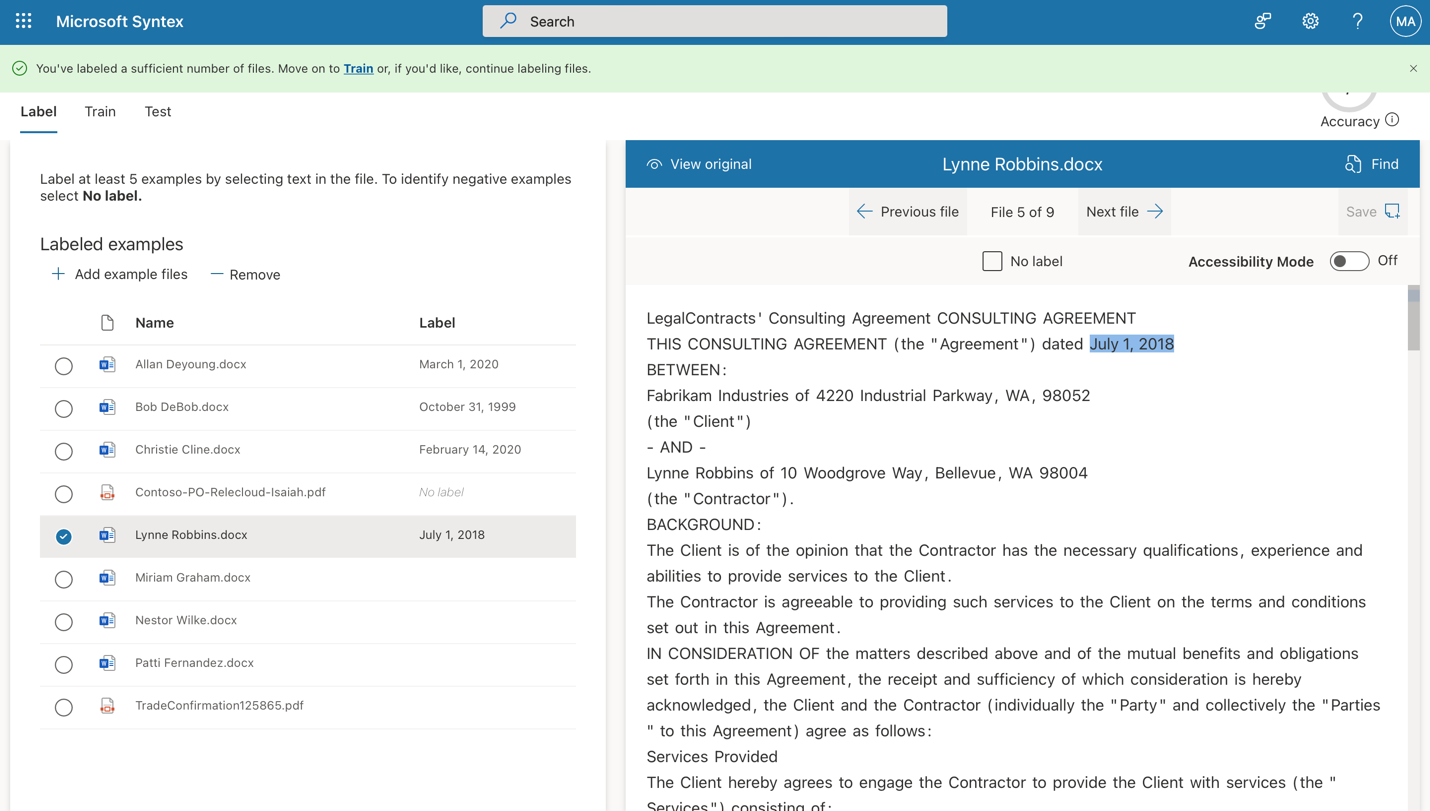 Microsoft Syntex
Search
MA
You've labeled a sufficient number of files. Move on to Train or, if you'd like, continue labeling files.
Label Train Test
Accuracy
Label at least 5 examples by selecting text in the file. To identify negative examples
select No label.
Labeled examples
Add example files Remove
Name Label
Allan Deyoung.docx March 1, 2020
Bob DeBob.docx October 31, 1999
Christie Cline.docx February 14, 2020
Contoso-PO-Relecloud-Isaiah.pdf No label
Lynne Robbins.docx July 1, 2018
Miriam Graham.docx
Nestor Wilke.docx
Patti Fernandez.docx
TradeConfirmation125865.pdf
View original Lynne Robbins.docx Find
Previous file File 5 of 9 Next file Save
No label Accessibility Mode Off
LegalContracts' Consulting Agreement CONSULTING AGREEMENT
THIS CONSULTING AGREEMENT (the "Agreement") dated July 1, 2018
BETWEEN:
Fabrikam Industries of 4220 Industrial Parkway, WA, 98052
(the "Client")
- AND -
Lynne Robbins of 10 Woodgrove Way, Bellevue, WA 98004
(the "Contractor").
BACKGROUND:
The Client is of the opinion that the Contractor has the necessary qualifications, experience and
abilities to provide services to the Client.
The Contractor is agreeable to providing such services to the Client on the terms and conditions
set out in this Agreement.
IN CONSIDERATION OF the matters described above and of the mutual benefits and obligations
set forth in this Agreement, the receipt and sufficiency of which consideration is hereby
acknowledged, the Client and the Contractor (individually the "Party" and collectively the "Parties
" to this Agreement) agree as follows:
Services Provided
The Client hereby agrees to engage the Contractor to provide the Client with services (the "
Services") consisting of: